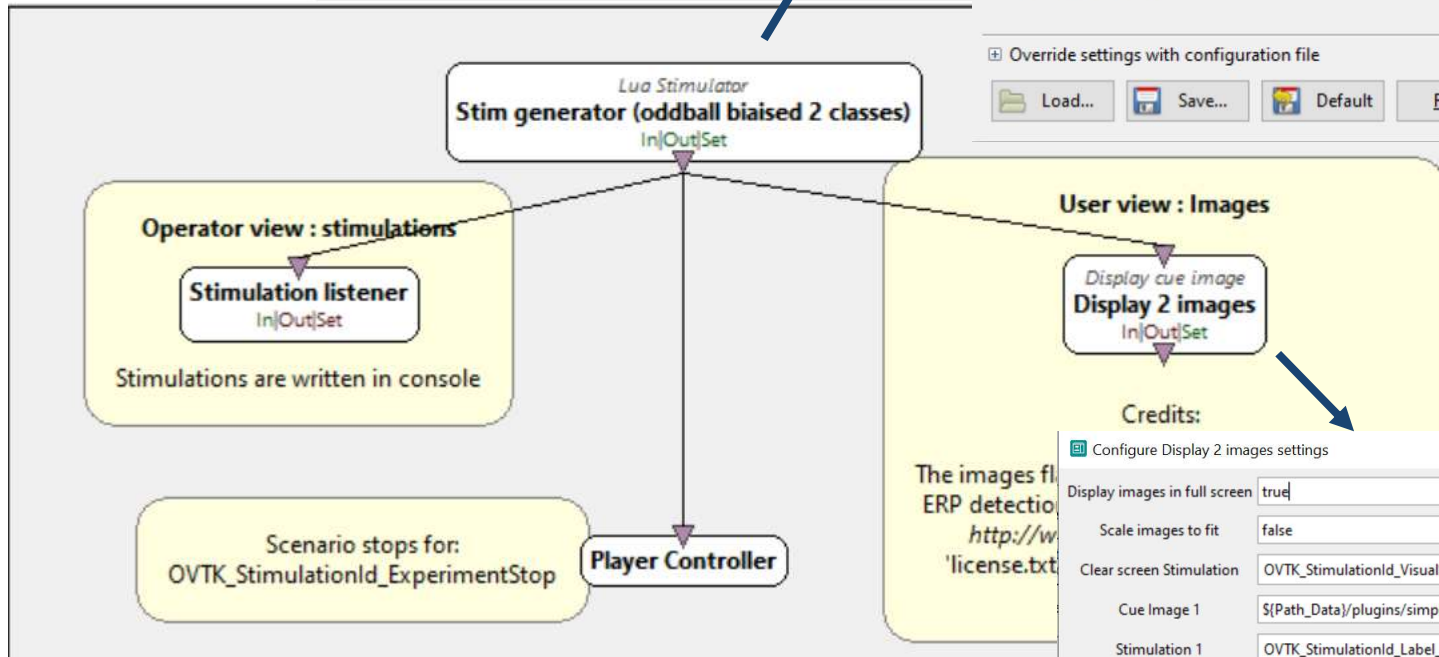 Override settings with configuration file
Load...
Save...
Default
Lua Stimulator
Stim generator (oddball biaised 2 classes)
In|Out|Set
Operator view : stimulations
Stimulation listener
In|Out|Set
Stimulations are written in console
User view : Images
Display cue image
Display 2 images
In|Out|Set
Credits:
The images fl
ERP detectio
http://w
'license.txt
Scenario stops for:
OVTK_StimulationId_ExperimentStop
Player Controller
Configure Display 2 images settings
Display images in full screen true
Scale images to fit false
Clear screen Stimulation OVTK_StimulationId_Visual
Cue Image 1 ${Path_Data}/plugins/simp
Stimulation 1 OVTK_StimulationId_Label_